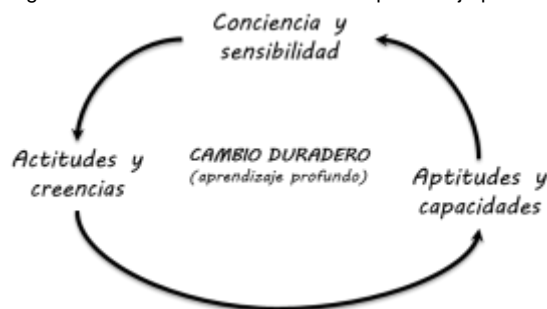 Conciencia y
sensibilidad
Actitudes y
creencias
CAMBIO DURADERO
(aprendizaje profundo)
Aptitudes y
capacidades